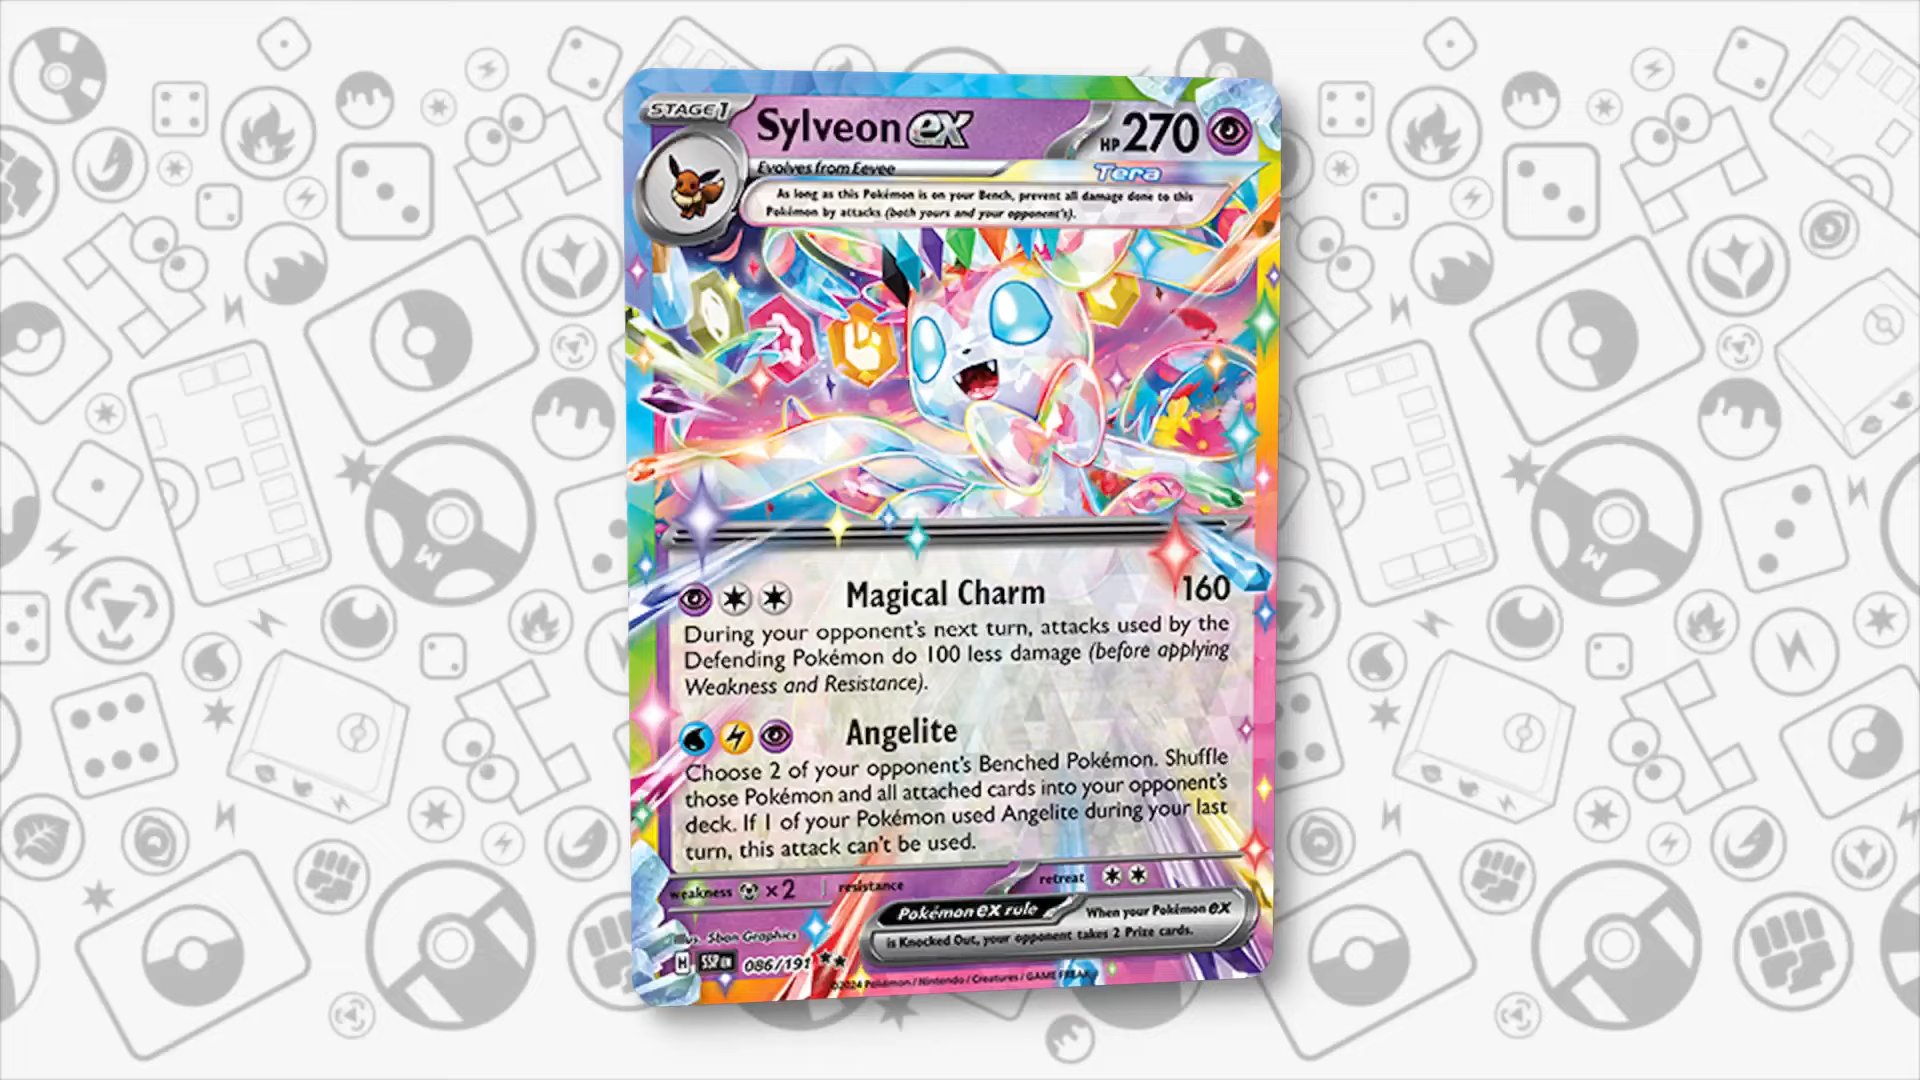 STAGE1
Sylveon ex
HP 270
Evolves from Eevee
Tera
As long as this Pokémon is on your Bench, prevent all damage done to this
Pokémon by attacks (both yours and your opponent's).
Magical Charm 160
During your opponent's next turn, attacks used by the
Defending Pokémon do 100 less damage (before applying
Weakness and Resistance).
Angelite
Choose 2 of your opponent's Benched Pokémon. Shuffle
those Pokémon and all attached cards into your opponent's
deck. If 1 of your Pokémon used Angelite during your last
turn, this attack can't be used.
weakness ×2 resistance retreat
Pokémon ex rule When your Pokémon ex
is Knocked Out, your opponent takes 2 Prize cards.
Illus. 5ban Graphics
H SSP EN 086/191
©2024 Pokémon / Nintendo / Creatures / GAME FREAK